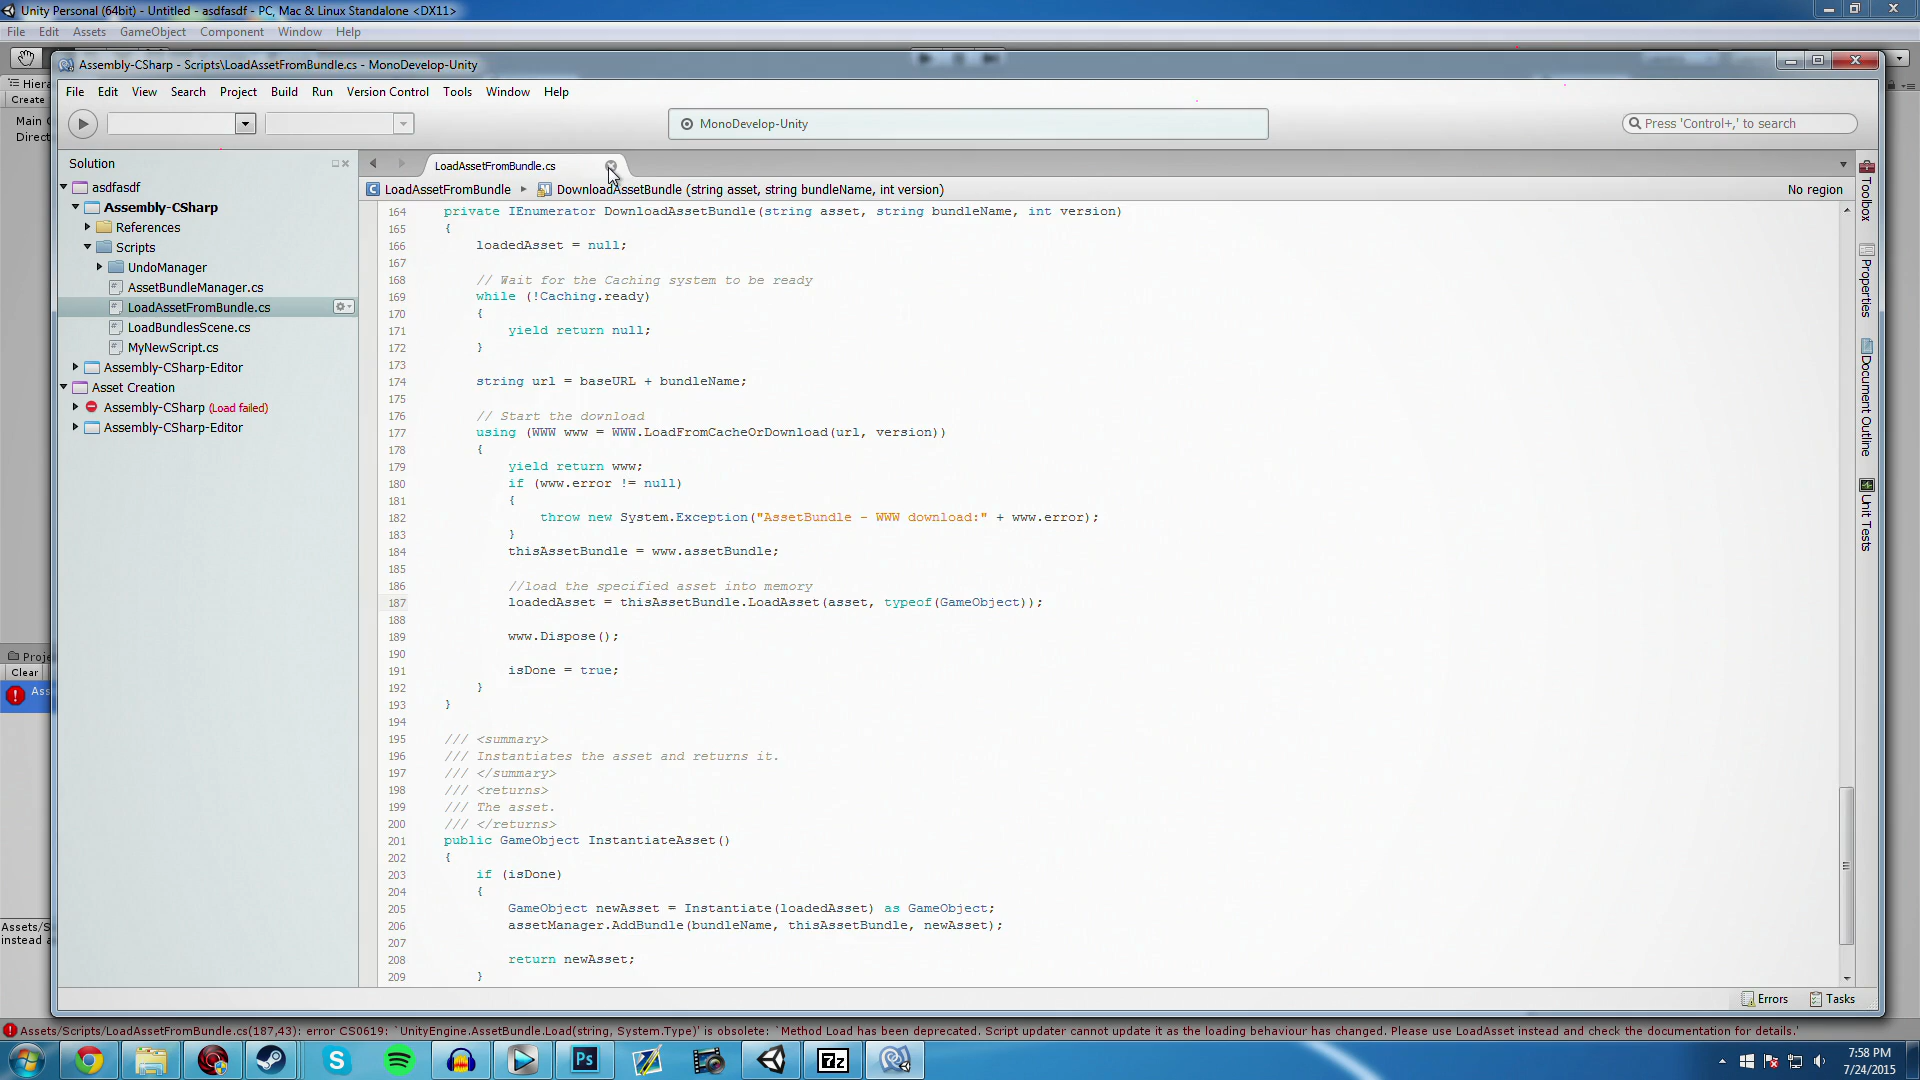 Unity Personal (64bit) - Untitled - asdfasdf - PC, Mac & Linux Standalone <DX11>
File Edit Assets GameObject Component Window Help
Assembly-CSharp - Scripts\LoadAssetFromBundle.cs - MonoDevelop-Unity
File Edit View Search Project Build Run Version Control Tools Window Help
MonoDevelop-Unity
Press 'Control+,' to search
Hiera
Create
Main C
Direct
Proje
Clear
Ass
Assets/S
instead a
Solution
asdfasdf
Assembly-CSharp
References
Scripts
UndoManager
AssetBundleManager.cs
LoadAssetFromBundle.cs
LoadBundlesScene.cs
MyNewScript.cs
Assembly-CSharp-Editor
Asset Creation
Assembly-CSharp (Load failed)
Assembly-CSharp-Editor
LoadAssetFromBundle.cs
LoadAssetFromBundle DownloadAssetBundle (string asset, string bundleName, int version) No region
164 private IEnumerator DownloadAssetBundle(string asset, string bundleName, int version)
165 {
166 loadedAsset = null;
167
168 // Wait for the Caching system to be ready
169 while (!Caching.ready)
170 {
171 yield return null;
172 }
173
174 string url = baseURL + bundleName;
175
176 // Start the download
177 using (WWW www = WWW.LoadFromCacheOrDownload(url, version))
178 {
179 yield return www;
180 if (www.error != null)
181 {
182 throw new System.Exception("AssetBundle - WWW download:" + www.error);
183 }
184 thisAssetBundle = www.assetBundle;
185
186 //load the specified asset into memory
187 loadedAsset = thisAssetBundle.LoadAsset(asset, typeof(GameObject));
188
189 www.Dispose();
190
191 isDone = true;
192 }
193 }
194
195 /// <summary>
196 /// Instantiates the asset and returns it.
197 /// </summary>
198 /// <returns>
199 /// The asset.
200 /// </returns>
201 public GameObject InstantiateAsset()
202 {
203 if (isDone)
204 {
205 GameObject newAsset = Instantiate(loadedAsset) as GameObject;
206 assetManager.AddBundle(bundleName, thisAssetBundle, newAsset);
207
208 return newAsset;
209 }
Toolbox
Properties
Document Outline
Unit Tests
Errors Tasks
Assets/Scripts/LoadAssetFromBundle.cs(187,43): error CS0619: `UnityEngine.AssetBundle.Load(string, System.Type)' is obsolete: `Method Load has been deprecated. Script updater cannot update it as the loading behaviour has changed. Please use LoadAsset instead and check the documentation for details.'
Ps
7z
7:58 PM
7/24/2015